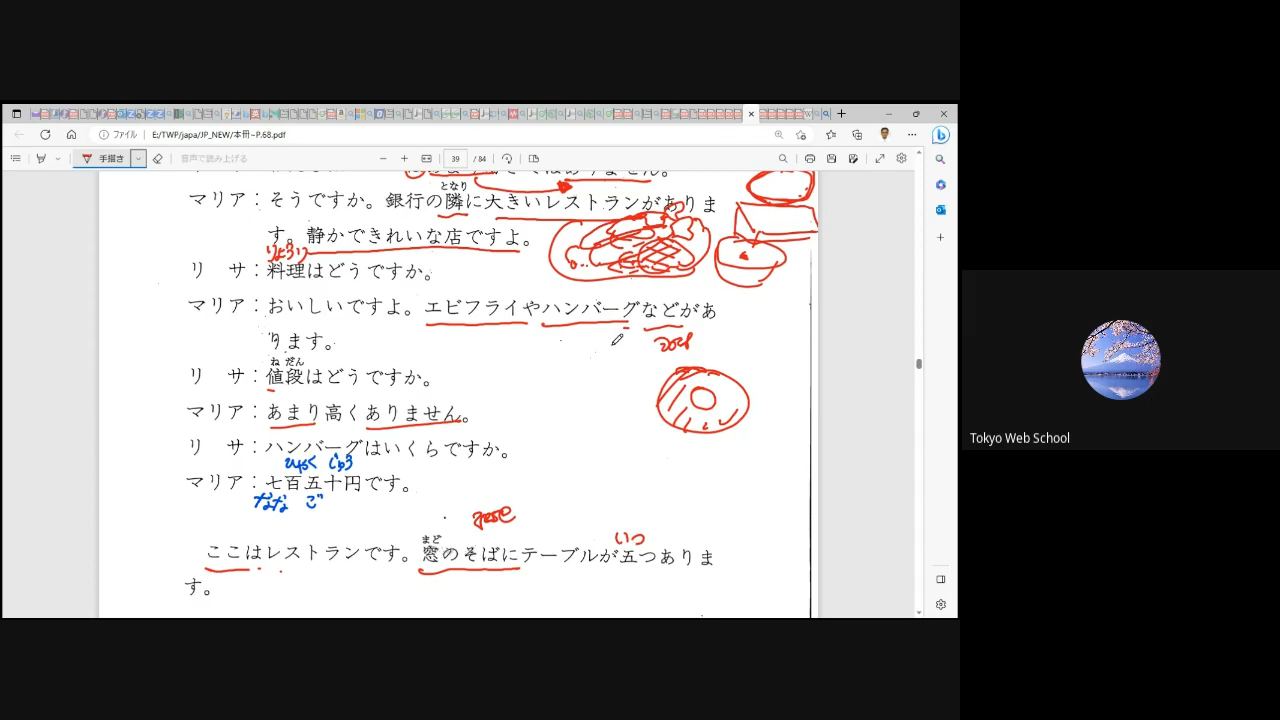 ファイル E:/TWP/japa/JP_NEW/本冊~P.68.pdf
手描き 音声で読み上げる 39 / 84
となり
マリア：そうですか。銀行の隣に大きいレストランがありま
す。静かできれいな店ですよ。
りょうり
リ サ：料理はどうですか。
マリア：おいしいですよ。エビフライやハンバーグなどがあ
ります。
ねだん
リ サ：値段はどうですか。
マリア：あまり高くありません。
リ サ：ハンバーグはいくらですか。
ひゃく じゅう
マリア：七百五十円です。
なな ご
まど いつ
ここはレストランです。窓のそばにテーブルが五つありま
す。
Tokyo Web School